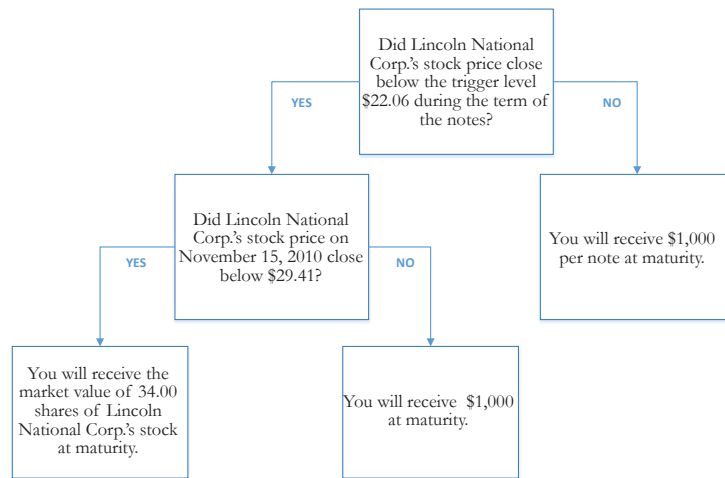 Did Lincoln National
Corp.'s stock price close
below the trigger level
$22.06 during the term of
the notes?
YES
NO
Did Lincoln National
Corp.'s stock price on
November 15, 2010 close
below $29.41?
You will receive $1,000
per note at maturity.
YES
NO
You will receive the
market value of 34.00
shares of Lincoln
National Corp.'s stock
at maturity.
You will receive  $1,000
at maturity.